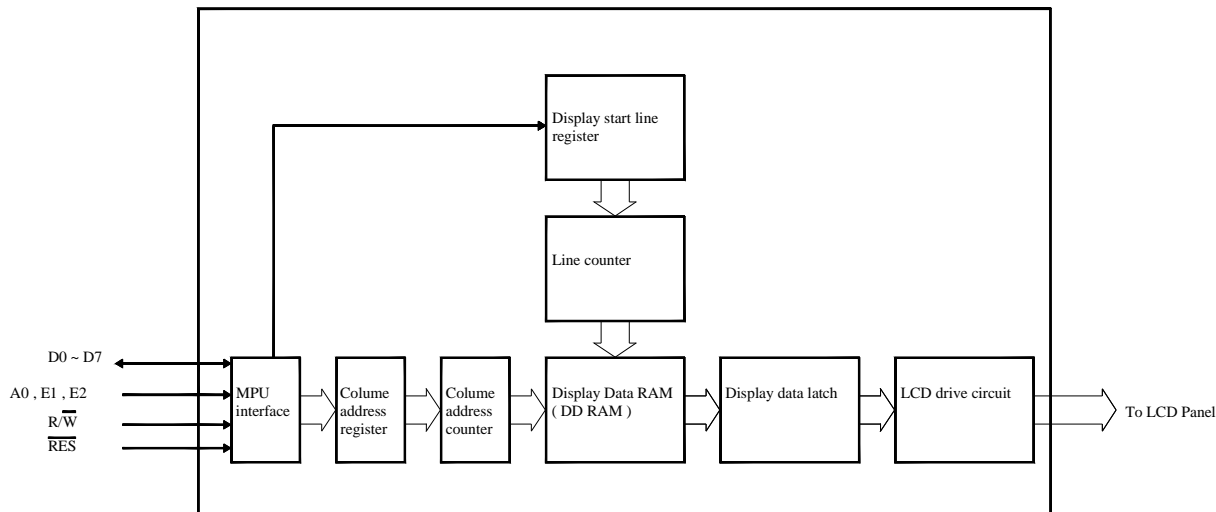 Display start line
register
Line counter
D0 ~ D7
A0 , E1 , E2
R/W̅
R̅E̅S̅
MPU
interface
Colume
address
register
Colume
address
counter
Display Data RAM
( DD RAM )
Display data latch
LCD drive circuit
To LCD Panel